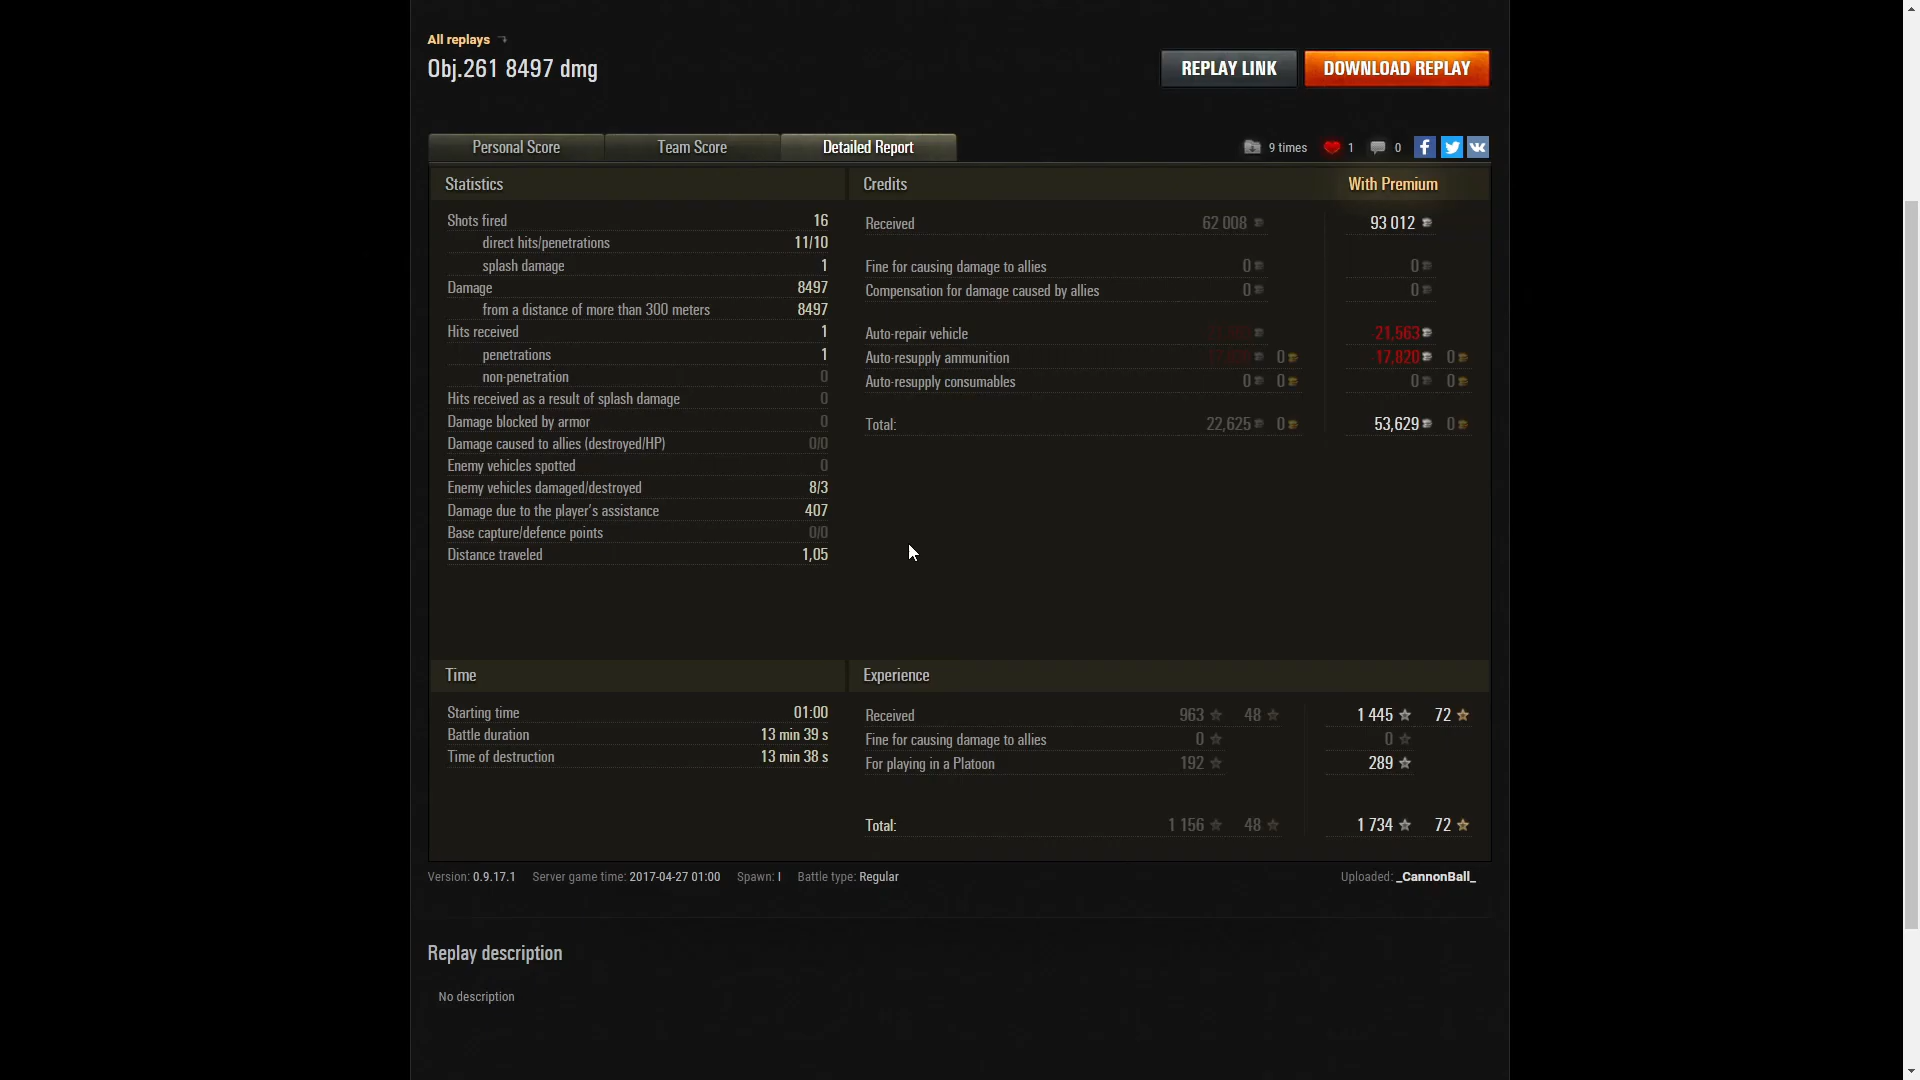 All replays
Obj.261 8497 dmg
REPLAY LINK DOWNLOAD REPLAY
Personal Score Team Score Detailed Report 9 times 1 0
Statistics Credits With Premium
Shots fired 16
direct hits/penetrations 11/10
splash damage 1
Damage 8497
from a distance of more than 300 meters 8497
Hits received 1
penetrations 1
non-penetration 0
Hits received as a result of splash damage 0
Damage blocked by armor 0
Damage caused to allies (destroyed/HP) 0/0
Enemy vehicles spotted 0
Enemy vehicles damaged/destroyed 8/3
Damage due to the player's assistance 407
Base capture/defence points 0/0
Distance traveled 1,05
Received 62 008 93 012
Fine for causing damage to allies 0 0
Compensation for damage caused by allies 0 0
Auto-repair vehicle 21,563
Auto-resupply ammunition 0 17,820 0
Auto-resupply consumables 0 0 0 0
Total: 22,625 0 53,629 0
Time
Starting time 01:00
Battle duration 13 min 39 s
Time of destruction 13 min 38 s
Experience
Received 963 48 1 445 72
Fine for causing damage to allies 0 0
For playing in a Platoon 192 289
Total: 1 156 48 1 734 72
Version: 0.9.17.1 Server game time: 2017-04-27 01:00 Spawn: I Battle type: Regular Uploaded: _CannonBall_
Replay description
No description